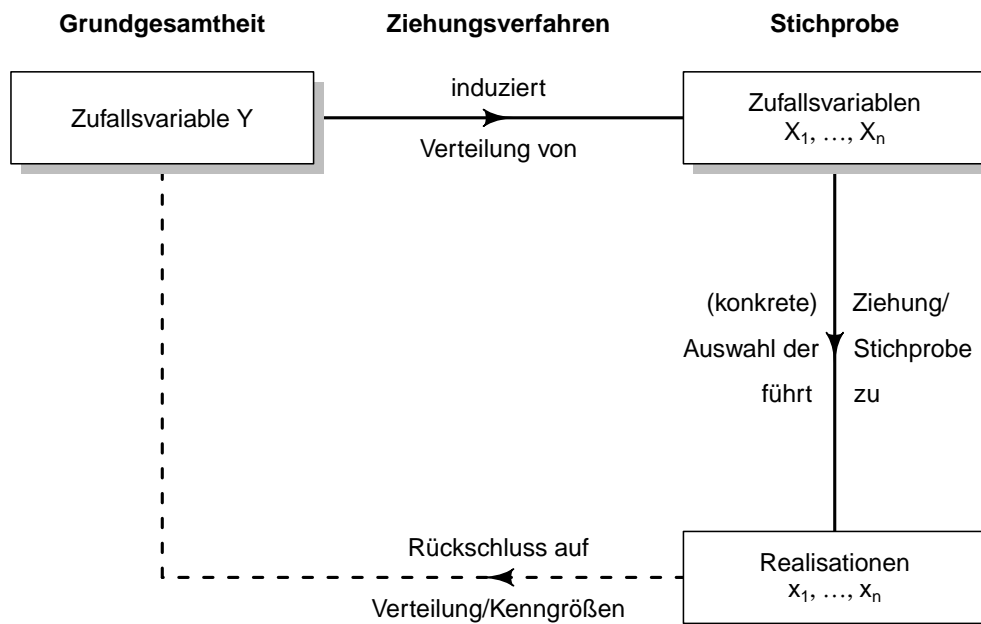 Grundgesamtheit
Ziehungsverfahren
Stichprobe
Zufallsvariable Y
induziert
Verteilung von
Zufallsvariablen
X₁, …, Xₙ
(konkrete) Ziehung/
Auswahl der Stichprobe
führt zu
Rückschluss auf
Verteilung/Kenngrößen
Realisationen
x₁, …, xₙ